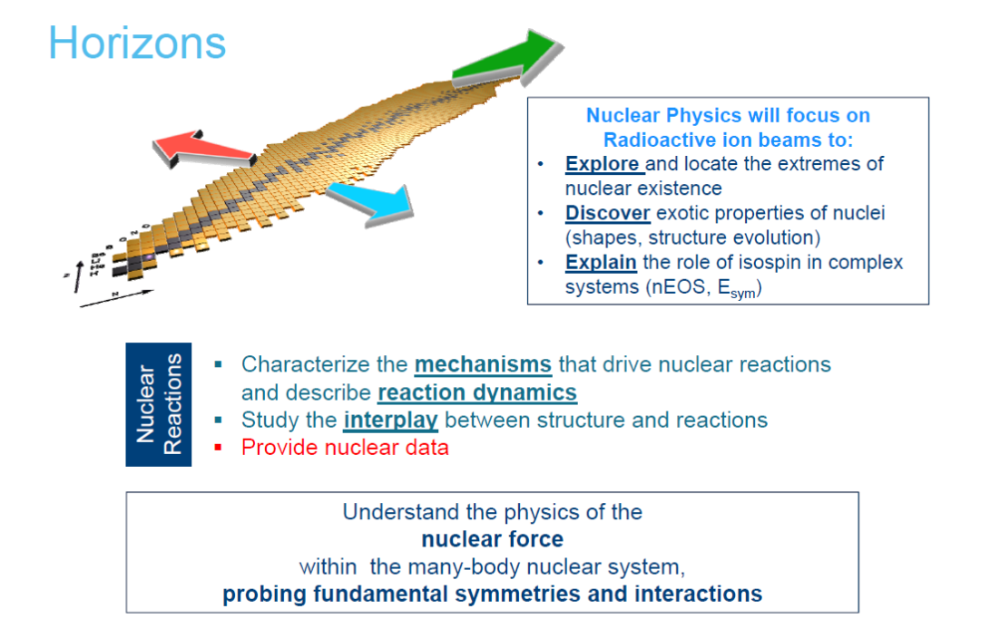 Horizons
Nuclear Physics will focus on
Radioactive ion beams to:
• Explore and locate the extremes of
nuclear existence
• Discover exotic properties of nuclei
(shapes, structure evolution)
• Explain the role of isospin in complex
systems (nEOS, Esym)
O
N
C
B
Be
Li
He
H
Z
N
Nuclear
Reactions
▪ Characterize the mechanisms that drive nuclear reactions
and describe reaction dynamics
▪ Study the interplay between structure and reactions
▪ Provide nuclear data
Understand the physics of the
nuclear force
within the many-body nuclear system,
probing fundamental symmetries and interactions